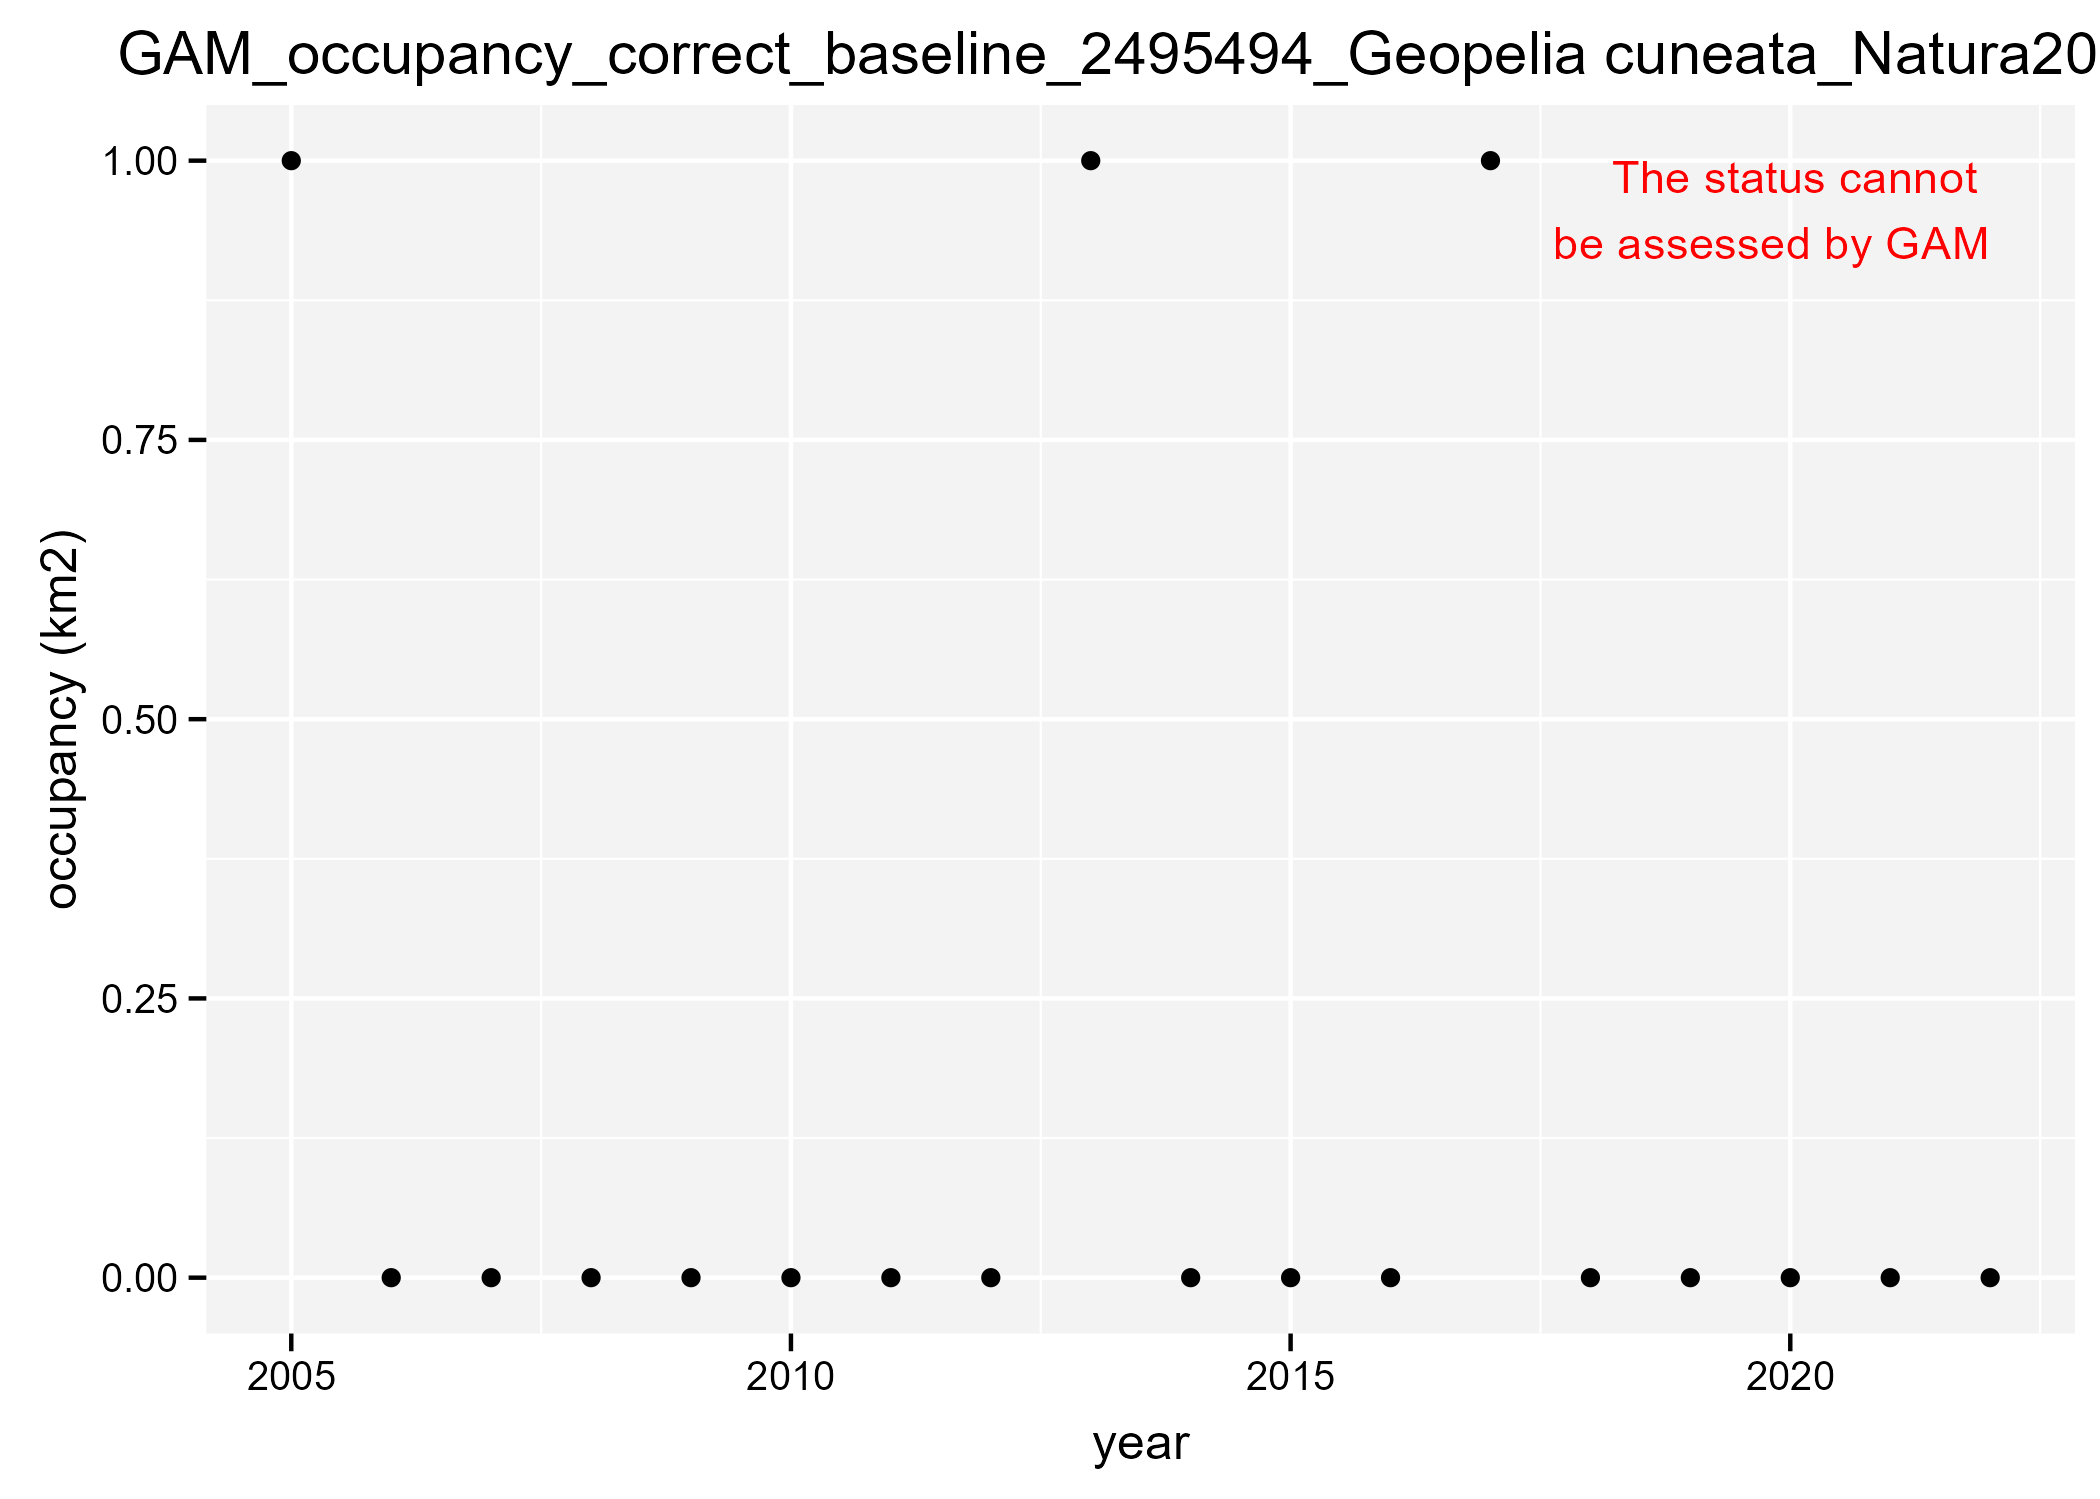 GAM_occupancy_correct_baseline_2495494_Geopelia cuneata_Natura20
1.00
The status cannot
be assessed by GAM
0.75
occupancy (km2)
0.50
0.25
0.00
2005 2010 2015 2020
year